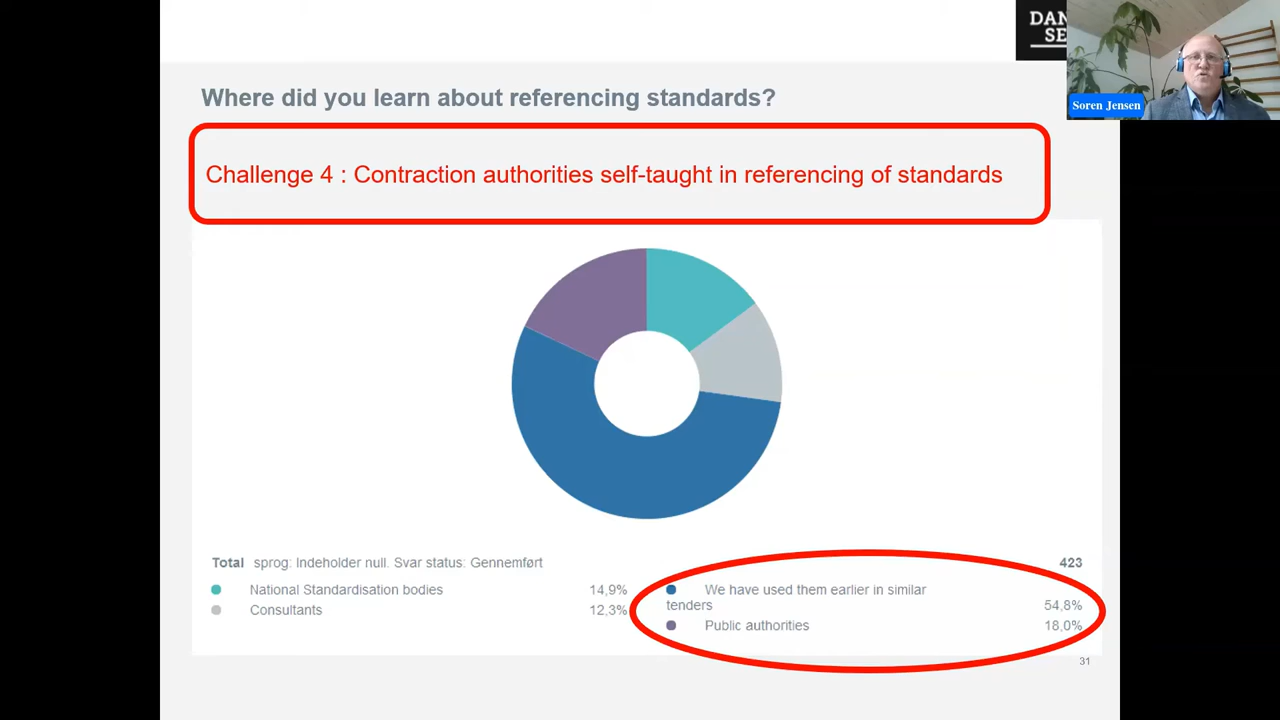 DAN
SE
Soren Jensen
Where did you learn about referencing standards?
Challenge 4 : Contraction authorities self-taught in referencing of standards
Total sprog: Indeholder null. Svar status: Gennemført 423
National Standardisation bodies 14,9%
Consultants 12,3%
We have used them earlier in similar
tenders 54,8%
Public authorities 18,0%
31